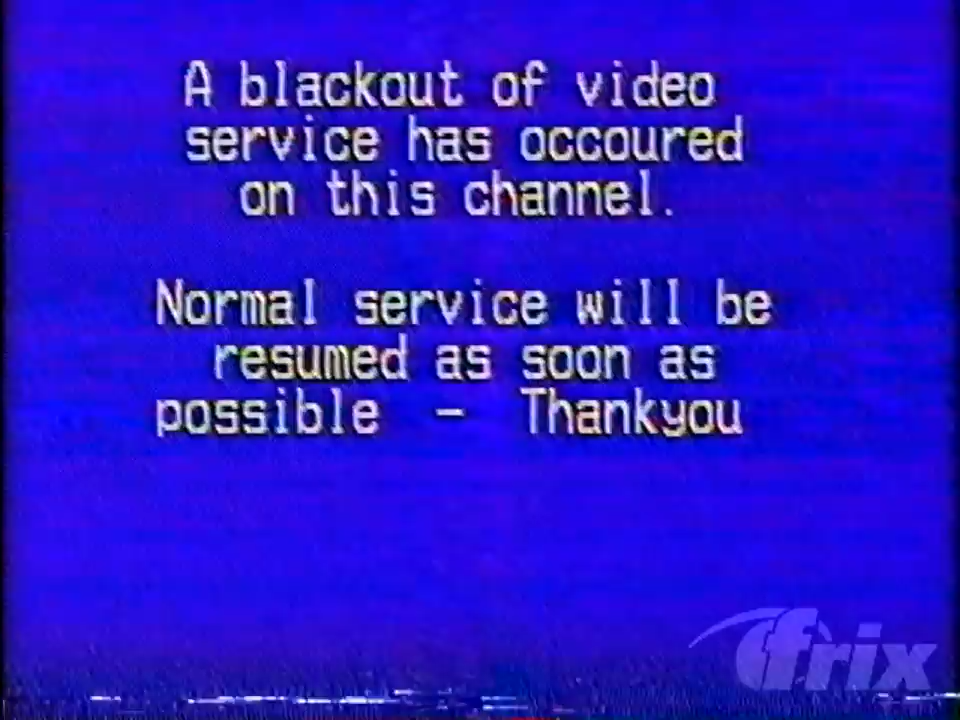 A blackout of video
service has occoured
on this channel.
Normal service will be
resumed as soon as
possible - Thankyou
frix